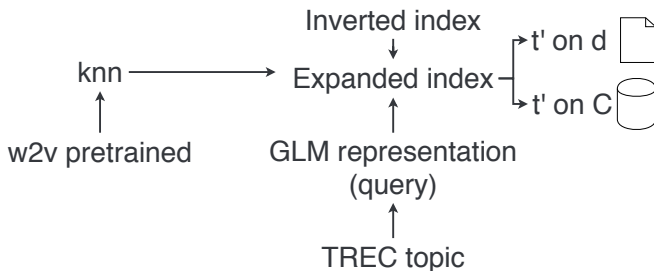 Inverted index
t' on d
knn
Expanded index
t' on C
w2v pretrained
GLM representation
(query)
TREC topic